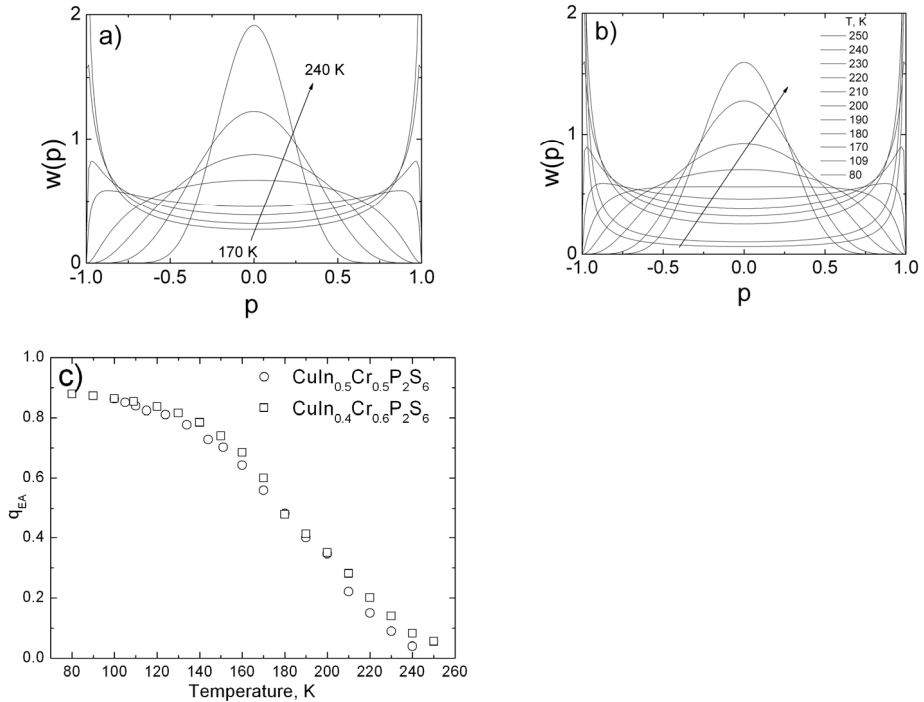 a)
2
1
0
w(p)
240 K
170 K
-1.0
-0.5
0.0
0.5
1.0
p
b)
2
1
0
w(p)
T, K
250
240
230
220
210
200
190
180
170
109
80
-1.0
-0.5
0.0
0.5
1.0
p
c)
1.0
0.8
0.6
0.4
0.2
0.0
q_EA
CuIn0.5Cr0.5P2S6
CuIn0.4Cr0.6P2S6
80 100 120 140 160 180 200 220 240 260
Temperature, K